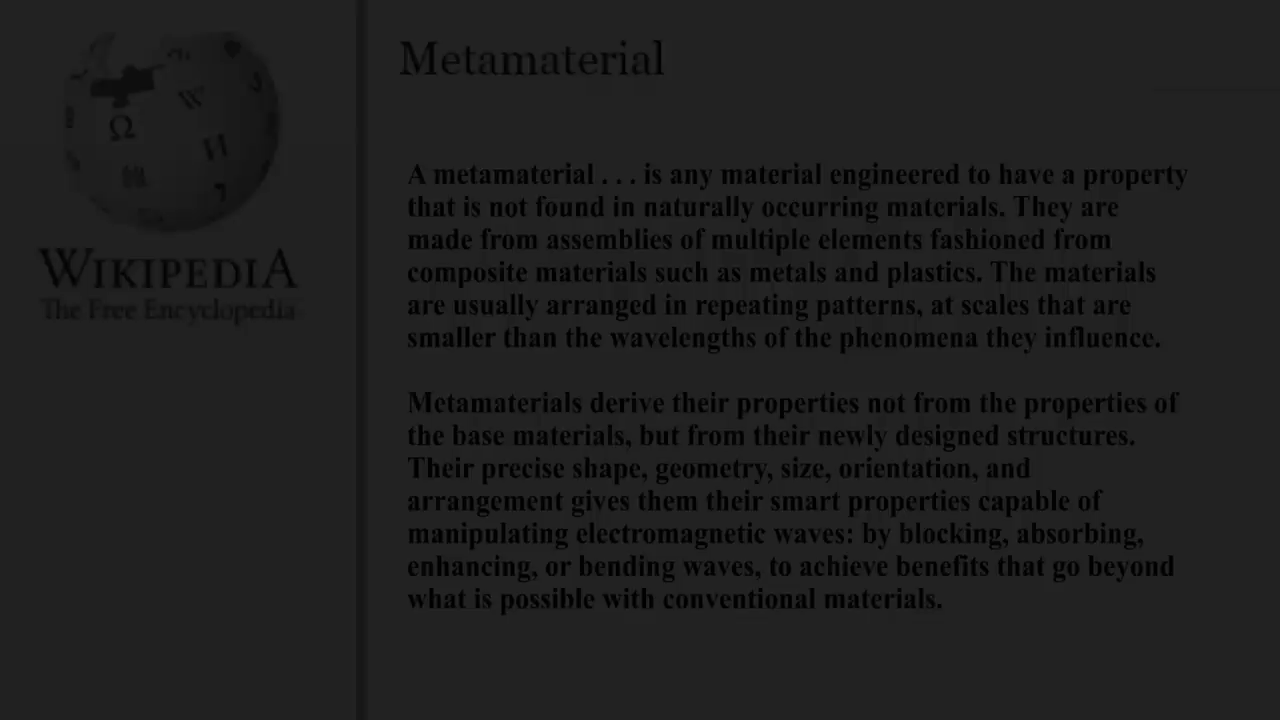 Metamaterial
WIKIPEDIA
The Free Encyclopedia
A metamaterial . . . is any material engineered to have a property
that is not found in naturally occurring materials. They are
made from assemblies of multiple elements fashioned from
composite materials such as metals and plastics. The materials
are usually arranged in repeating patterns, at scales that are
smaller than the wavelengths of the phenomena they influence.
Metamaterials derive their properties not from the properties of
the base materials, but from their newly designed structures.
Their precise shape, geometry, size, orientation, and
arrangement gives them their smart properties capable of
manipulating electromagnetic waves: by blocking, absorbing,
enhancing, or bending waves, to achieve benefits that go beyond
what is possible with conventional materials.